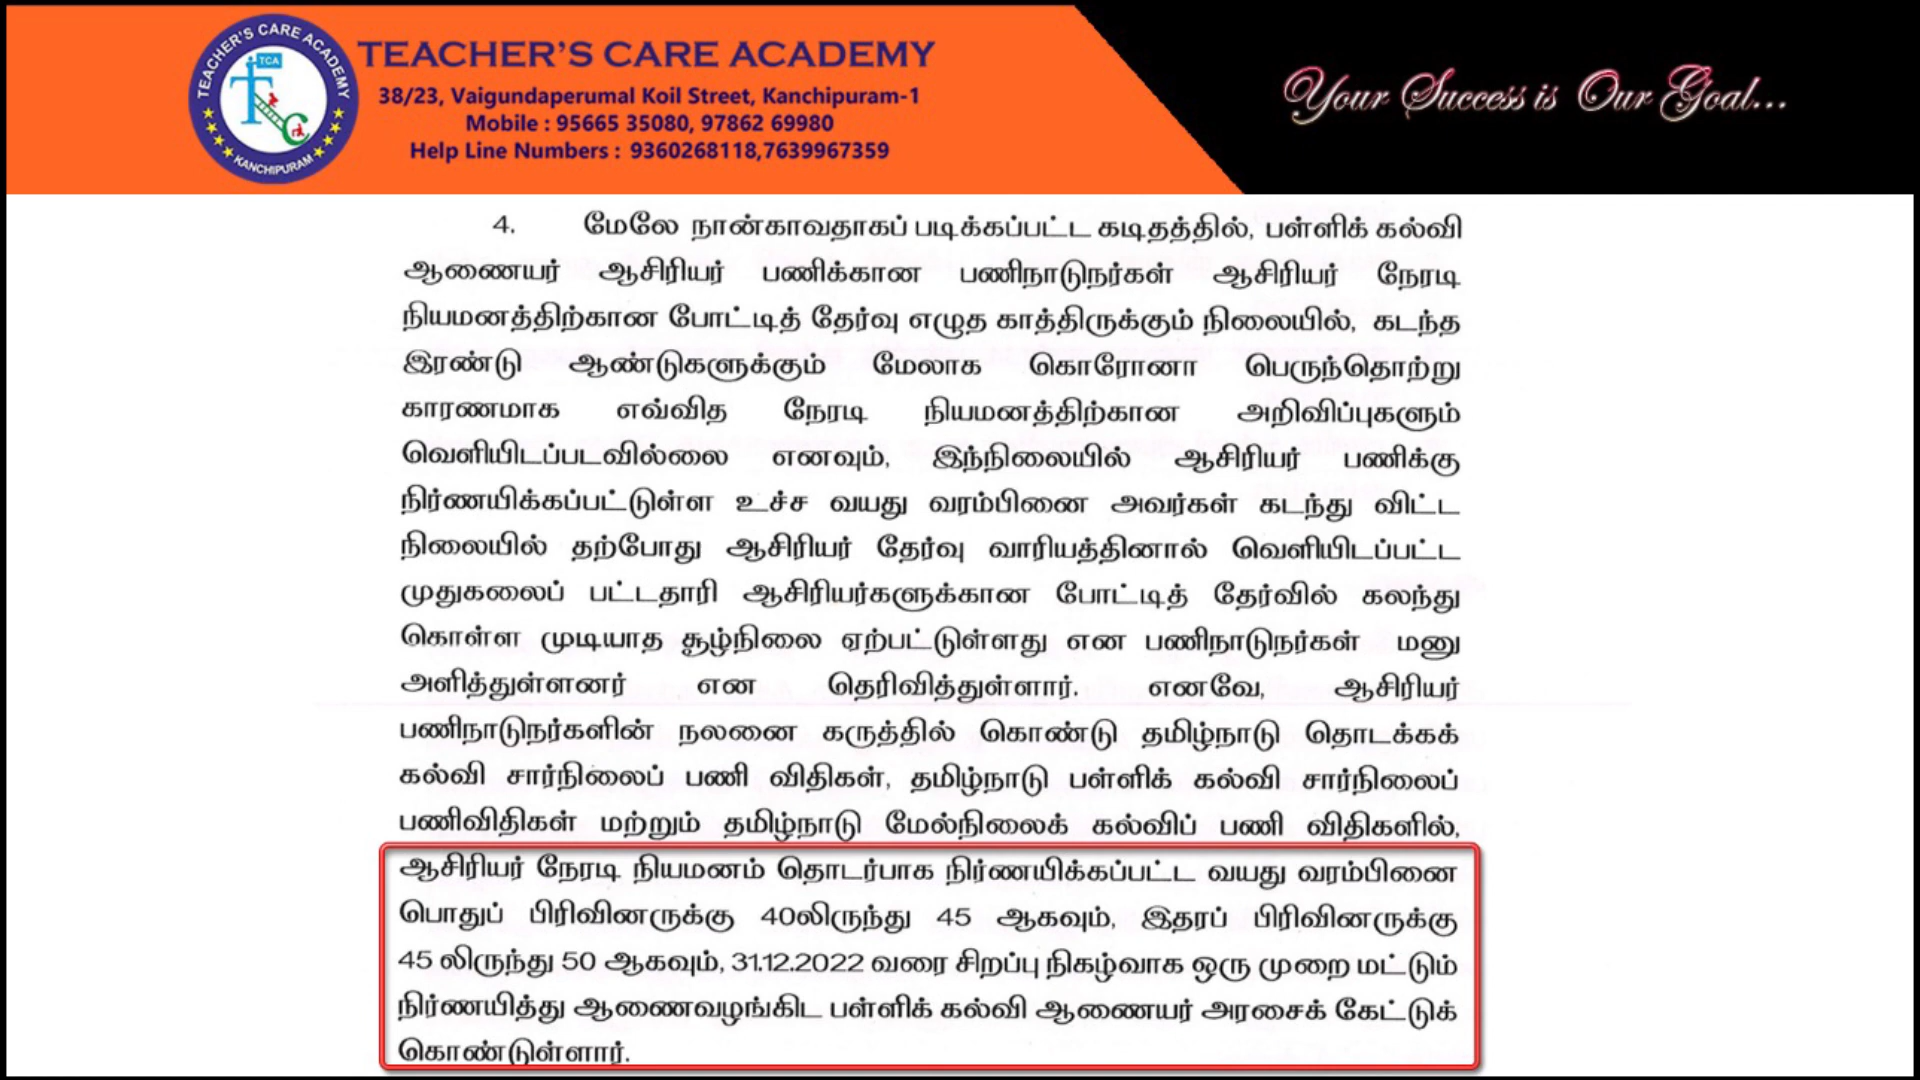 TEACHER'S CARE ACADEMY
TCA
KANCHIPURAM
TEACHER'S CARE ACADEMY
38/23, Vaigundaperumal Koil Street, Kanchipuram-1
Mobile : 95665 35080, 97862 69980
Help Line Numbers : 9360268118,7639967359
Your Success is Our Goal...
4. மேலே நான்காவதாகப் படிக்கப்பட்ட கடிதத்தில், பள்ளிக் கல்வி
ஆணையர் ஆசிரியர் பணிக்கான பணிநாடுநர்கள் ஆசிரியர் நேரடி
நியமனத்திற்கான போட்டித் தேர்வு எழுத காத்திருக்கும் நிலையில், கடந்த
இரண்டு ஆண்டுகளுக்கும் மேலாக கொரோனா பெருந்தொற்று
காரணமாக எவ்வித நேரடி நியமனத்திற்கான அறிவிப்புகளும்
வெளியிடப்படவில்லை எனவும், இந்நிலையில் ஆசிரியர் பணிக்கு
நிர்ணயிக்கப்பட்டுள்ள உச்ச வயது வரம்பினை அவர்கள் கடந்து விட்ட
நிலையில் தற்போது ஆசிரியர் தேர்வு வாரியத்தினால் வெளியிடப்பட்ட
முதுகலைப் பட்டதாரி ஆசிரியர்களுக்கான போட்டித் தேர்வில் கலந்து
கொள்ள முடியாத சூழ்நிலை ஏற்பட்டுள்ளது என பணிநாடுநர்கள் மனு
அளித்துள்ளனர் என தெரிவித்துள்ளார். எனவே, ஆசிரியர்
பணிநாடுநர்களின் நலனை கருத்தில் கொண்டு தமிழ்நாடு தொடக்கக்
கல்வி சார்நிலைப் பணி விதிகள், தமிழ்நாடு பள்ளிக் கல்வி சார்நிலைப்
பணிவிதிகள் மற்றும் தமிழ்நாடு மேல்நிலைக் கல்விப் பணி விதிகளில்,
ஆசிரியர் நேரடி நியமனம் தொடர்பாக நிர்ணயிக்கப்பட்ட வயது வரம்பினை
பொதுப் பிரிவினருக்கு 40லிருந்து 45 ஆகவும், இதரப் பிரிவினருக்கு
45 லிருந்து 50 ஆகவும், 31.12.2022 வரை சிறப்பு நிகழ்வாக ஒரு முறை மட்டும்
நிர்ணயித்து ஆணைவழங்கிட பள்ளிக் கல்வி ஆணையர் அரசைக் கேட்டுக்
கொண்டுள்ளார்.